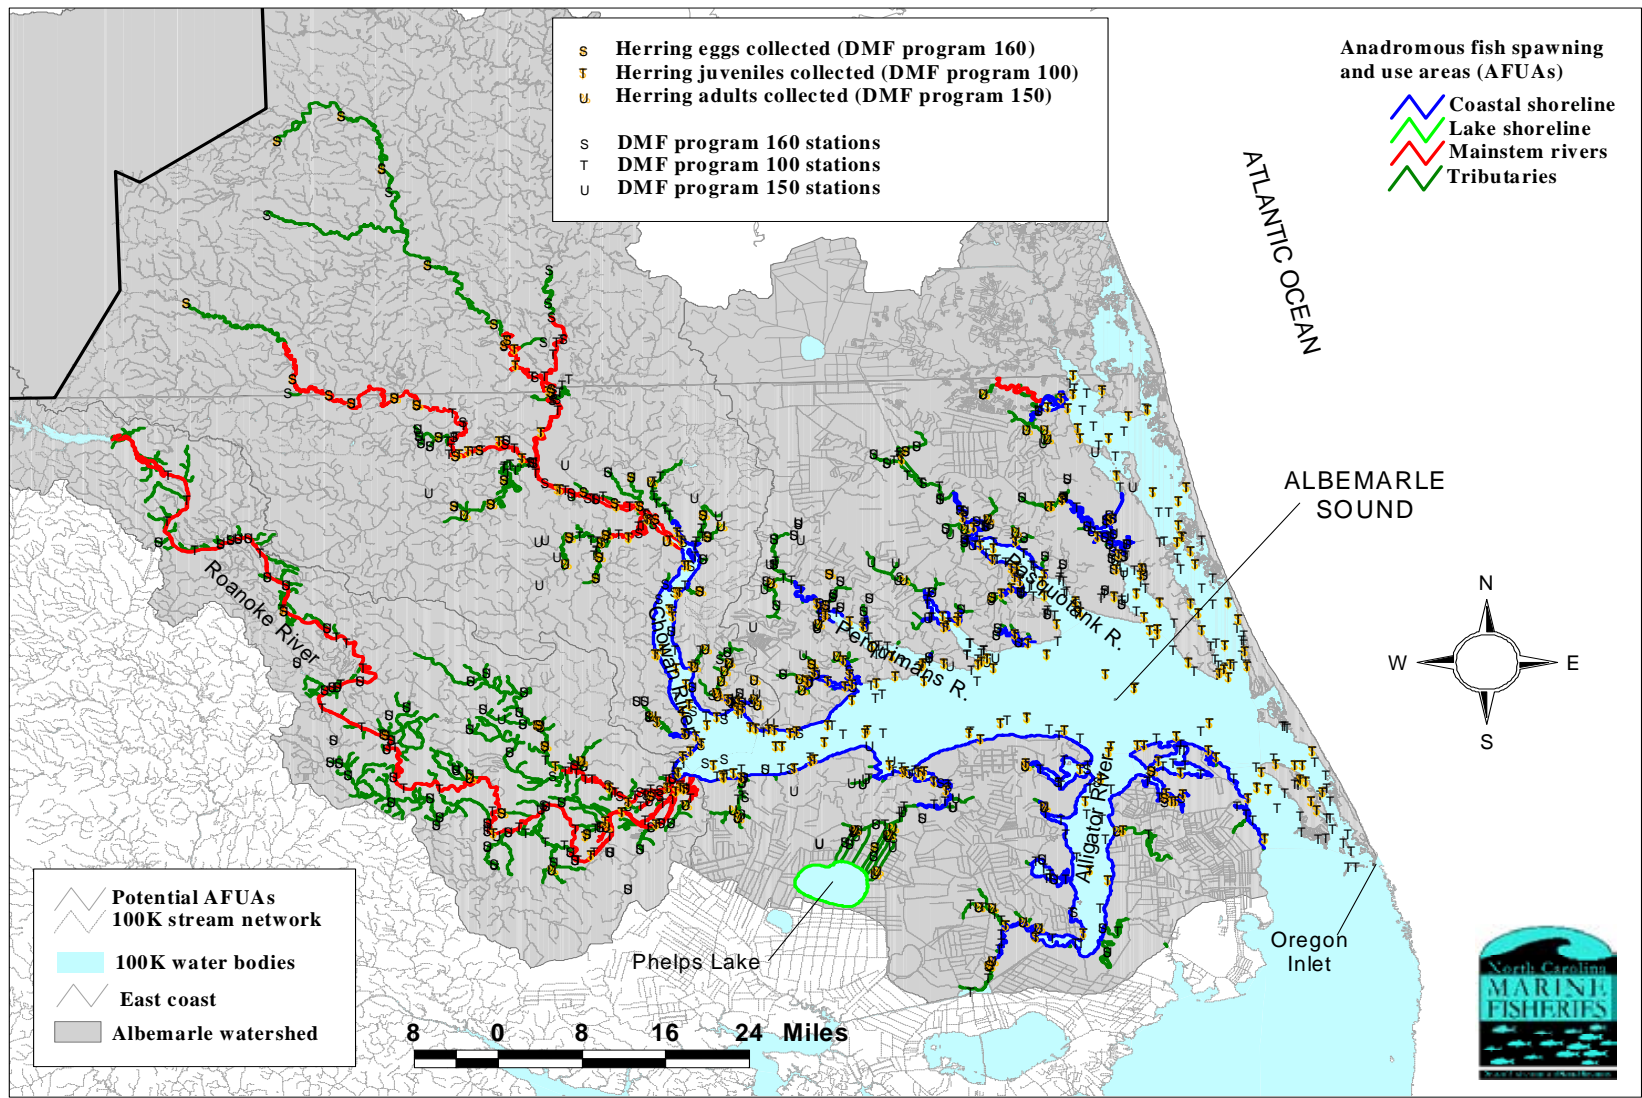 S Herring eggs collected (DMF program 160)
T Herring juveniles collected (DMF program 100)
U Herring adults collected (DMF program 150)
S DMF program 160 stations
T DMF program 100 stations
U DMF program 150 stations
Anadromous fish spawning
and use areas (AFUAs)
Coastal shoreline
Lake shoreline
Mainstem rivers
Tributaries
ATLANTIC OCEAN
ALBEMARLE
SOUND
Roanoke River
Chowan River
Perquimans R.
Pasquotank R.
Alligator River
Phelps Lake
Oregon
Inlet
N
W E
S
Potential AFUAs
100K stream network
100K water bodies
East coast
Albemarle watershed
8 0 8 16 24 Miles
North Carolina
MARINE
FISHERIES